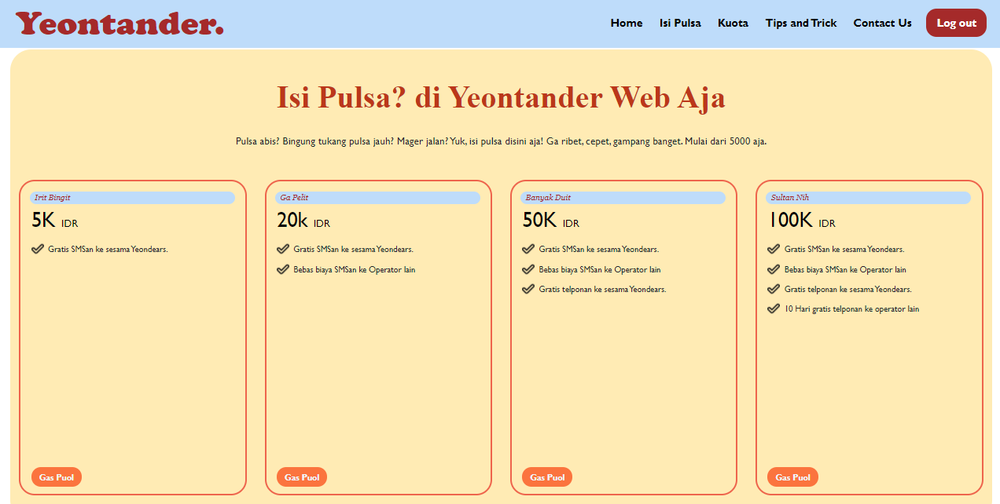 Yeontander.
Home Isi Pulsa Kuota Tips and Trick Contact Us Log out
Isi Pulsa? di Yeontander Web Aja
Pulsa abis? Bingung tukang pulsa jauh? Mager jalan? Yuk, isi pulsa disini aja! Ga ribet, cepet, gampang banget. Mulai dari 5000 aja.
Irit Bingit
5K IDR
Gratis SMSan ke sesama Yeondears.
Gas Puol
Ga Pelit
20k IDR
Gratis SMSan ke sesama Yeondears.
Bebas biaya SMSan ke Operator lain
Gas Puol
Banyak Duit
50K IDR
Gratis SMSan ke sesama Yeondears.
Bebas biaya SMSan ke Operator lain
Gratis telponan ke sesama Yeondears.
Gas Puol
Sultan Nih
100K IDR
Gratis SMSan ke sesama Yeondears.
Bebas biaya SMSan ke Operator lain
Gratis telponan ke sesama Yeondears.
10 Hari gratis telponan ke operator lain
Gas Puol